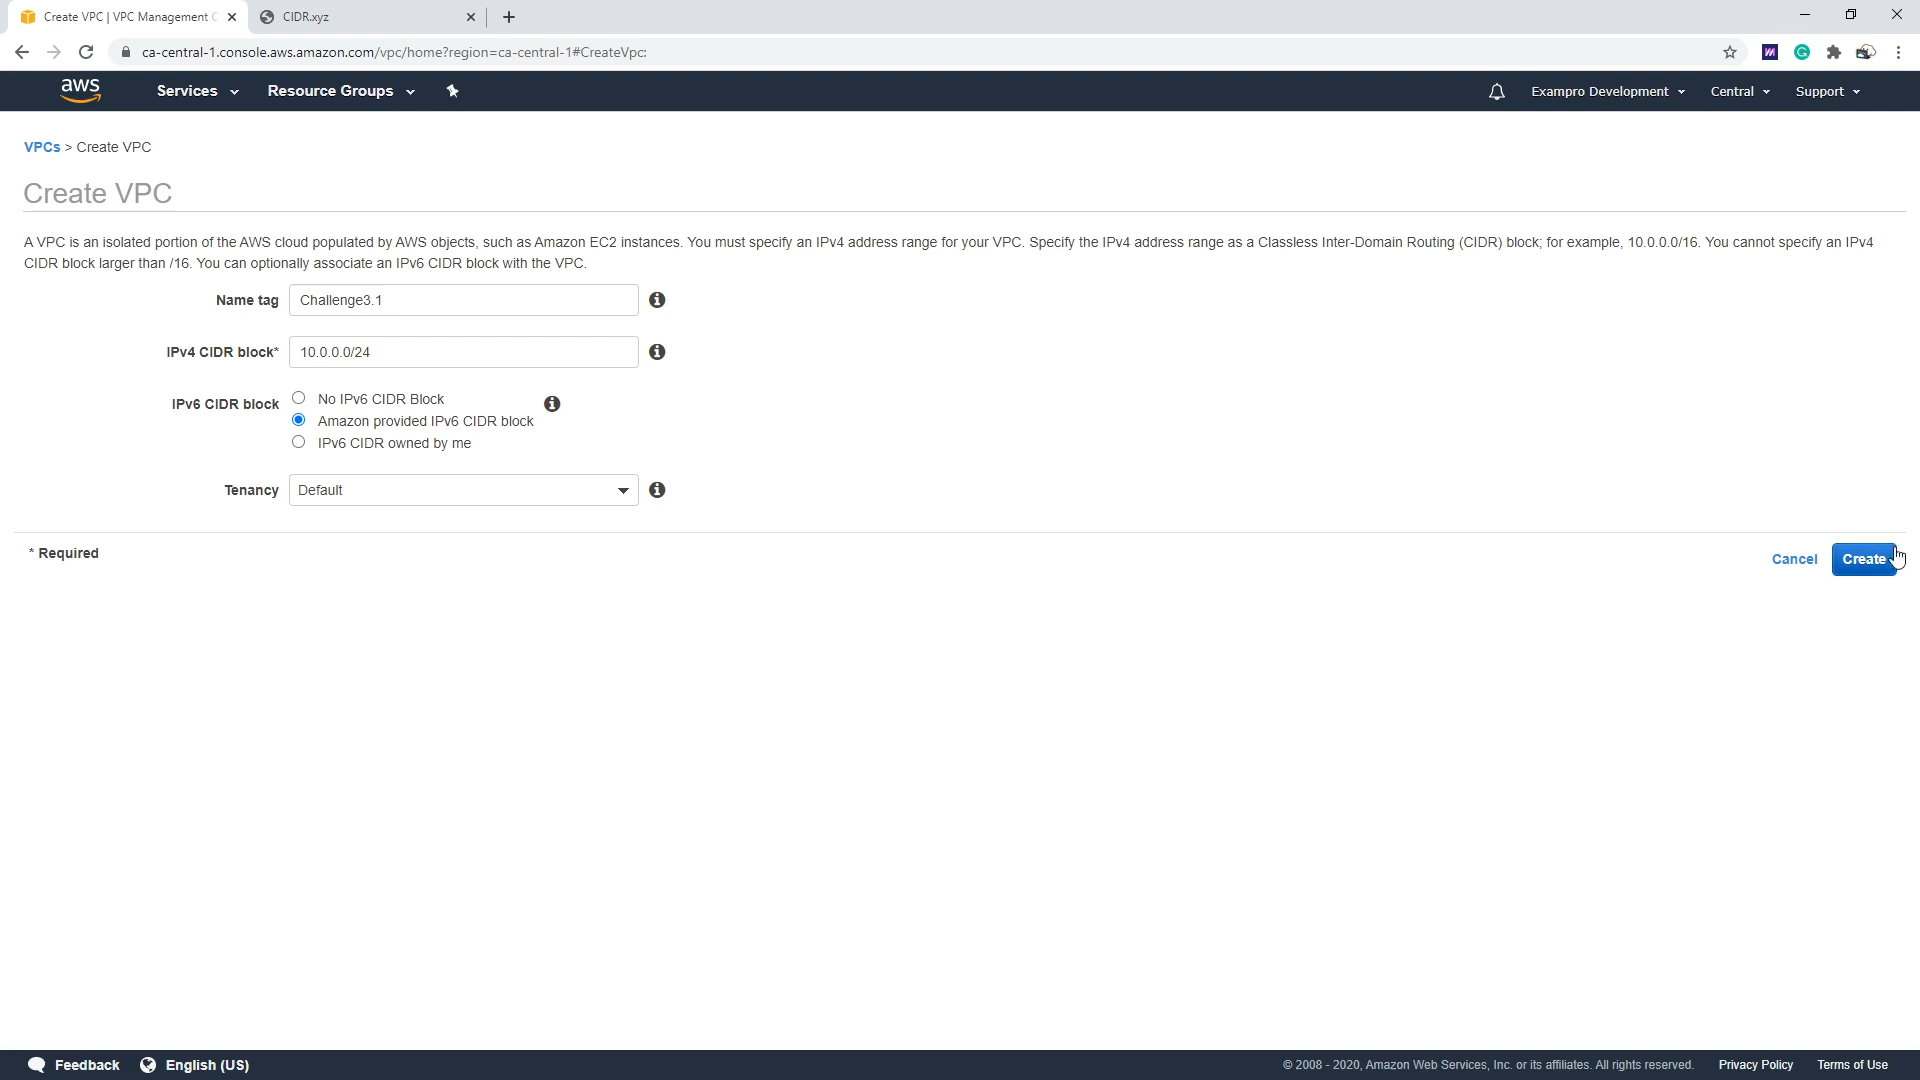 Create VPC | VPC Management C
CIDR.xyz
ca-central-1.console.aws.amazon.com/vpc/home?region=ca-central-1#CreateVpc:
aws
Services
Resource Groups
Exampro Development
Central
Support
VPCs > Create VPC
Create VPC
A VPC is an isolated portion of the AWS cloud populated by AWS objects, such as Amazon EC2 instances. You must specify an IPv4 address range for your VPC. Specify the IPv4 address range as a Classless Inter-Domain Routing (CIDR) block; for example, 10.0.0.0/16. You cannot specify an IPv4
CIDR block larger than /16. You can optionally associate an IPv6 CIDR block with the VPC.
Name tag Challenge3.1
IPv4 CIDR block* 10.0.0.0/24
IPv6 CIDR block No IPv6 CIDR Block
Amazon provided IPv6 CIDR block
IPv6 CIDR owned by me
Tenancy Default
* Required
Cancel
Create
Feedback
English (US)
© 2008 - 2020, Amazon Web Services, Inc. or its affiliates. All rights reserved.
Privacy Policy
Terms of Use